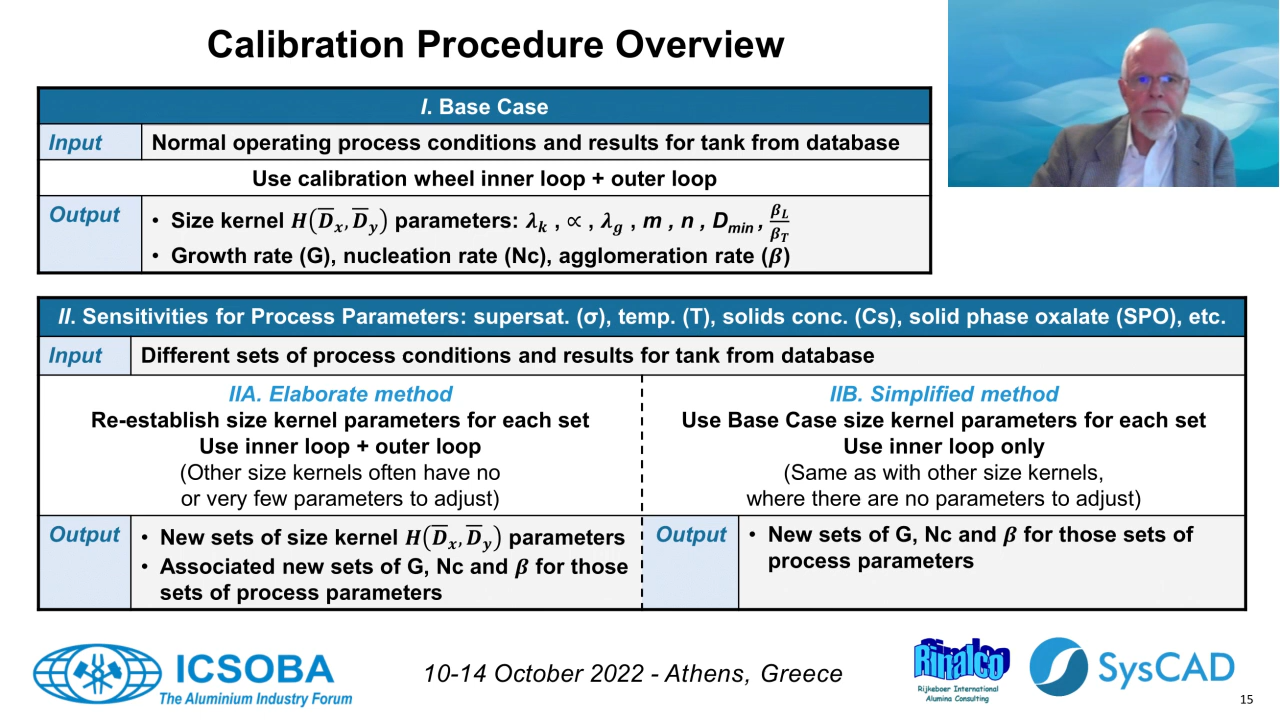 Calibration Procedure Overview
I. Base Case
Input
Normal operating process conditions and results for tank from database
Use calibration wheel inner loop + outer loop
Output
• Size kernel H(D̅x, D̅y) parameters: λk , ∝ , λg , m , n , Dmin , βL/βT
• Growth rate (G), nucleation rate (Nc), agglomeration rate (β)
II. Sensitivities for Process Parameters: supersat. (σ), temp. (T), solids conc. (Cs), solid phase oxalate (SPO), etc.
Input
Different sets of process conditions and results for tank from database
IIA. Elaborate method
Re-establish size kernel parameters for each set
Use inner loop + outer loop
(Other size kernels often have no
or very few parameters to adjust)
IIB. Simplified method
Use Base Case size kernel parameters for each set
Use inner loop only
(Same as with other size kernels,
where there are no parameters to adjust)
Output
• New sets of size kernel H(D̅x, D̅y) parameters
• Associated new sets of G, Nc and β for those
sets of process parameters
Output
• New sets of G, Nc and β for those sets of
process parameters
ICSOBA
The Aluminium Industry Forum
10-14 October 2022 - Athens, Greece
Rinalco
Rijkeboer International
Alumina Consulting
SysCAD
15